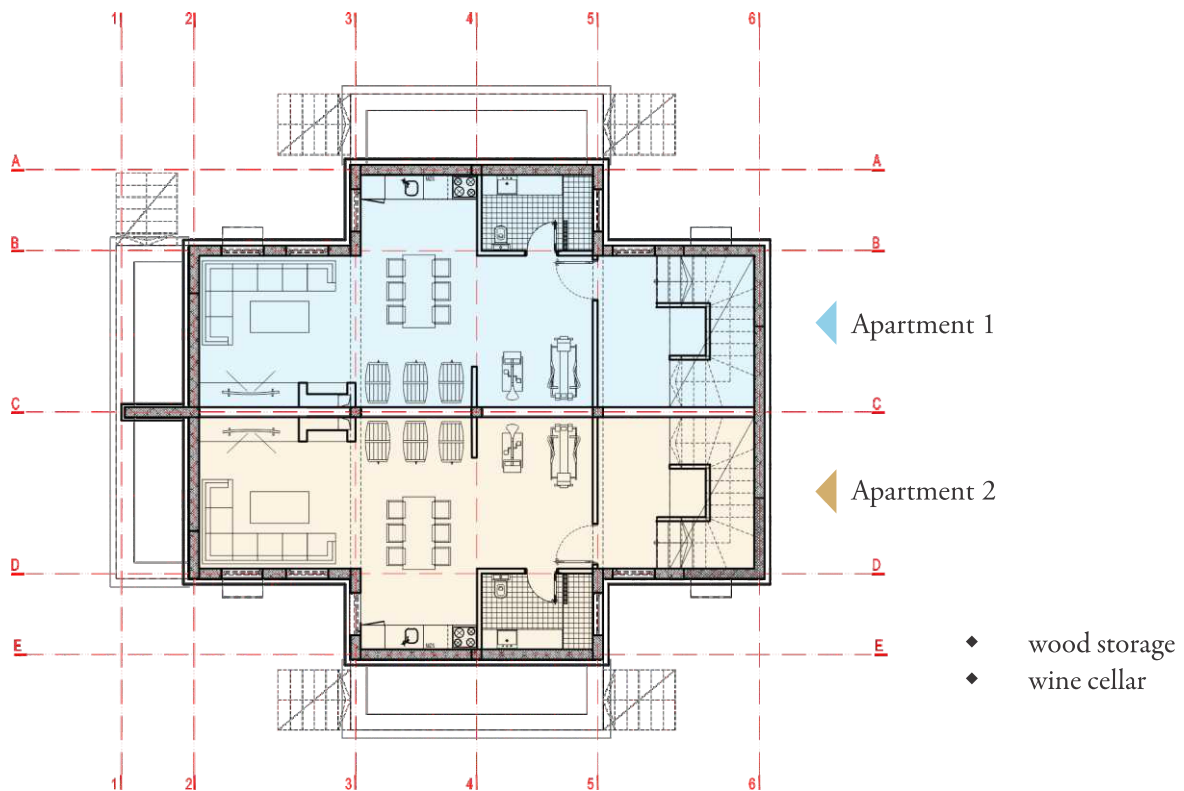 1 2 3 4 5 6
A A
B B
Apartment 1
C C
Apartment 2
D D
E E
◆ wood storage
◆ wine cellar
1 2 3 4 5 6